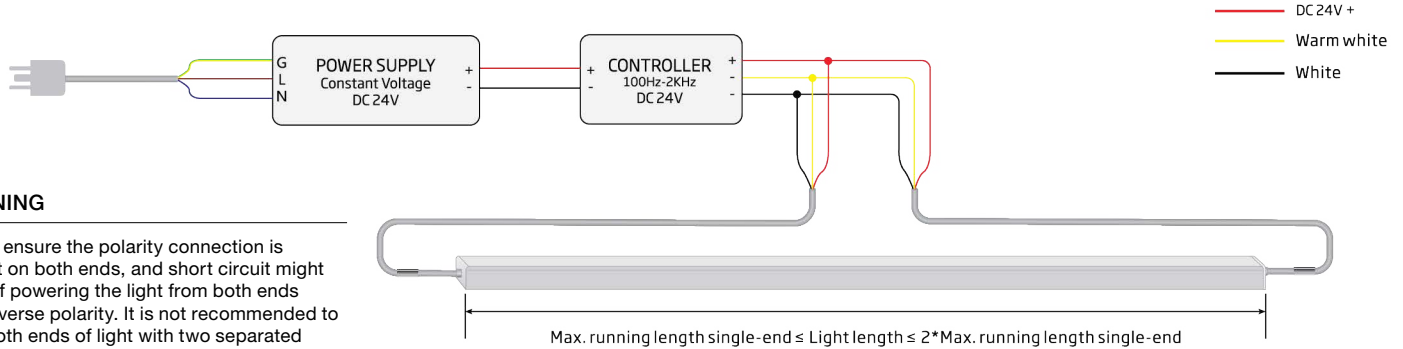 DC 24V +
Warm white
White
G
L
N
POWER SUPPLY
Constant Voltage
DC 24V
+
-
+
-
CONTROLLER
100Hz-2KHz
DC 24V
+
-
-
NING
ensure the polarity connection is
t on both ends, and short circuit might
f powering the light from both ends
verse polarity. It is not recommended to
oth ends of light with two separated
Max. running length single-end ≤ Light length ≤ 2*Max. running length single-end